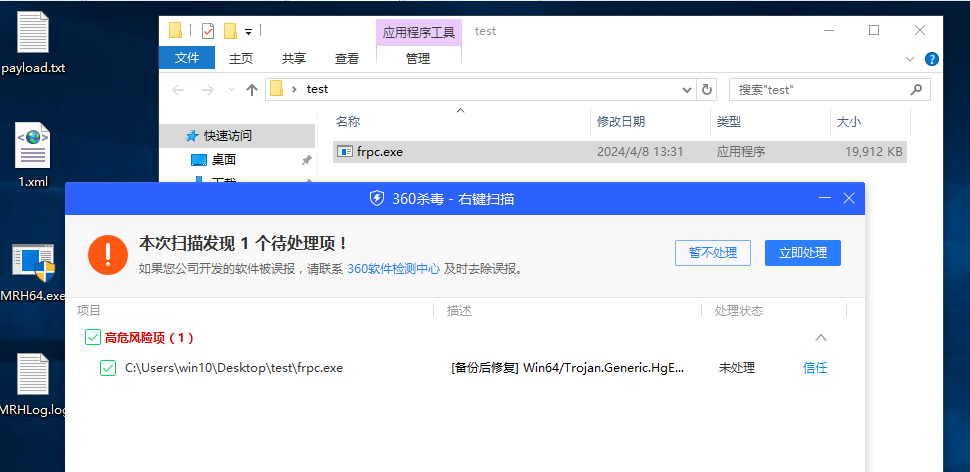 payload.txt
1.xml
MRH64.exe
MRHLog.log
应用程序工具
test
文件
主页
共享
查看
管理
test
搜索"test"
快速访问
桌面
下载
名称
修改日期
类型
大小
frpc.exe
2024/4/8 13:31
应用程序
19,912 KB
360杀毒 - 右键扫描
本次扫描发现 1 个待处理项！
如果您公司开发的软件被误报，请联系 360软件检测中心 及时去除误报。
暂不处理
立即处理
项目
描述
处理状态
高危风险项（1）
C:\Users\win10\Desktop\test\frpc.exe
[备份后修复] Win64/Trojan.Generic.HgE...
未处理
信任